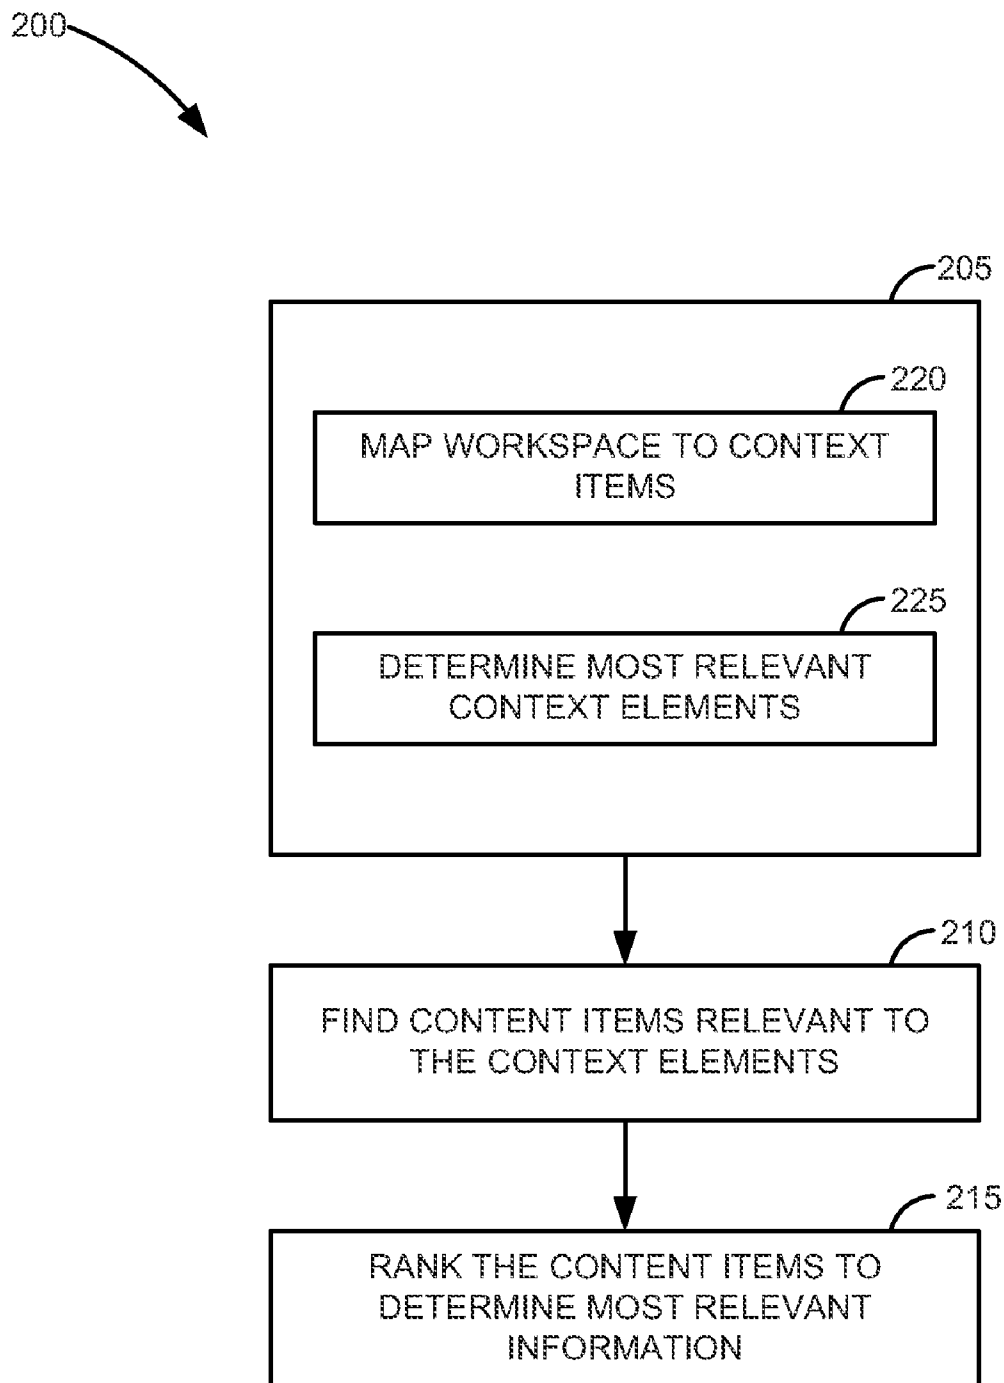 200
205
220
MAP WORKSPACE TO CONTEXT
ITEMS
225
DETERMINE MOST RELEVANT
CONTEXT ELEMENTS
210
FIND CONTENT ITEMS RELEVANT TO
THE CONTEXT ELEMENTS
215
RANK THE CONTENT ITEMS TO
DETERMINE MOST RELEVANT
INFORMATION